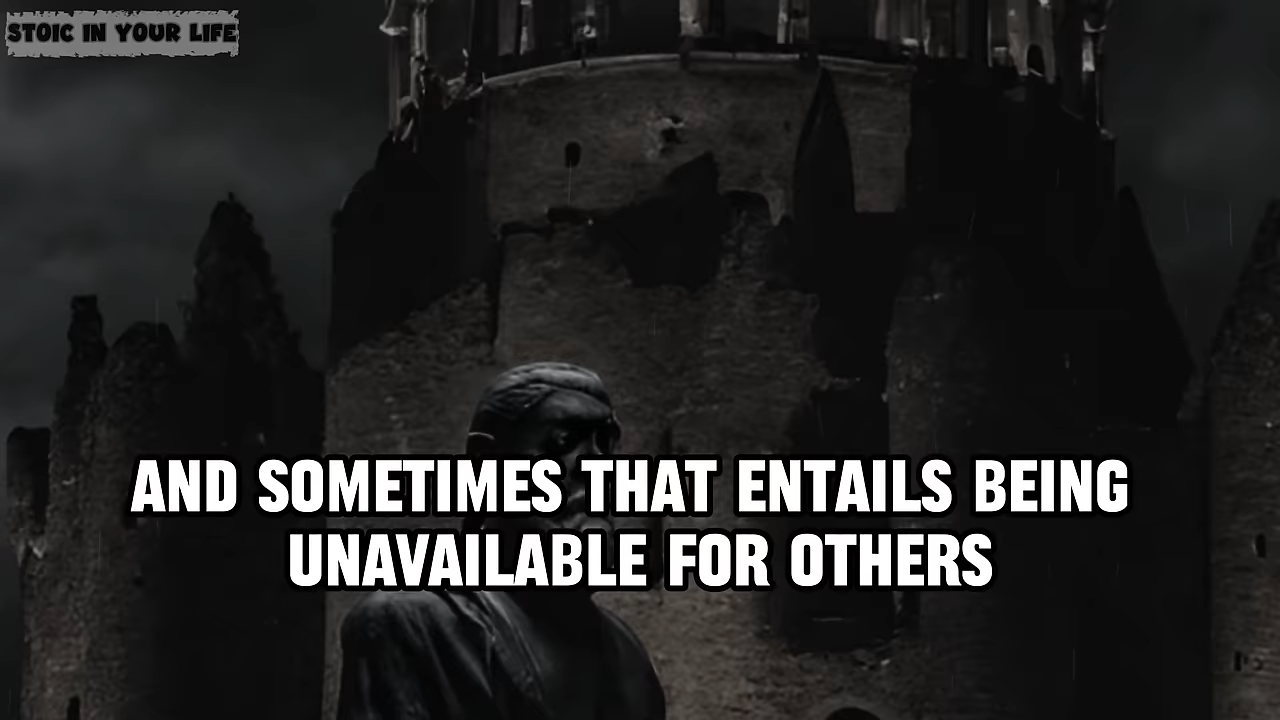 STOIC IN YOUR LIFE
AND SOMETIMES THAT ENTAILS BEING
UNAVAILABLE FOR OTHERS